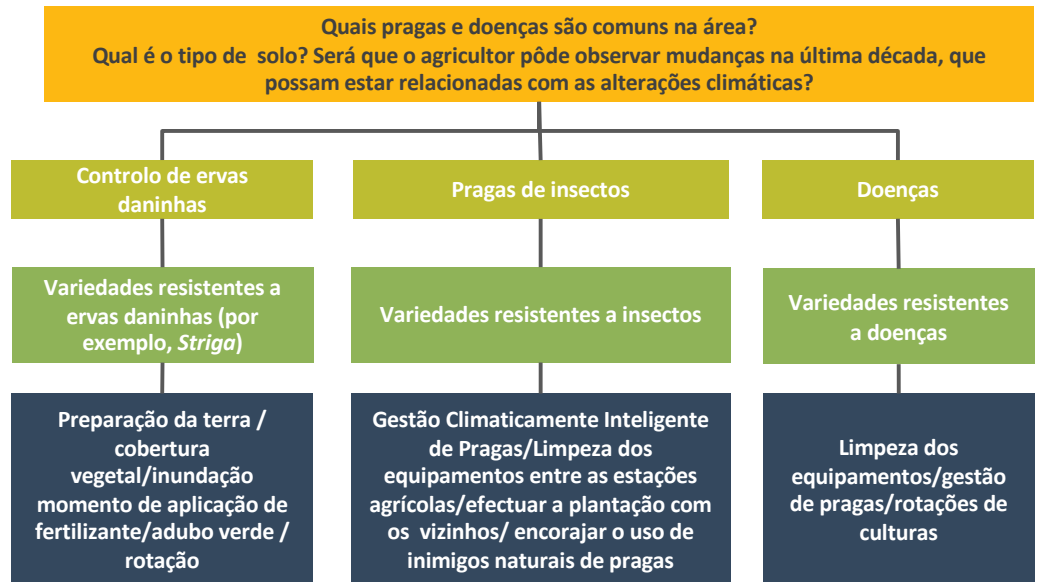 Quais pragas e doenças são comuns na área?
Qual é o tipo de solo? Será que o agricultor pôde observar mudanças na última década, que
possam estar relacionadas com as alterações climáticas?
Controlo de ervas
daninhas
Pragas de insectos
Doenças
Variedades resistentes a
ervas daninhas (por
exemplo, Striga)
Variedades resistentes a insectos
Variedades resistentes
a doenças
Preparação da terra /
cobertura
vegetal/inundação
momento de aplicação de
fertilizante/adubo verde /
rotação
Gestão Climaticamente Inteligente
de Pragas/Limpeza dos
equipamentos entre as estações
agrícolas/efectuar a plantação com
os vizinhos/ encorajar o uso de
inimigos naturais de pragas
Limpeza dos
equipamentos/gestão
de pragas/rotações de
culturas